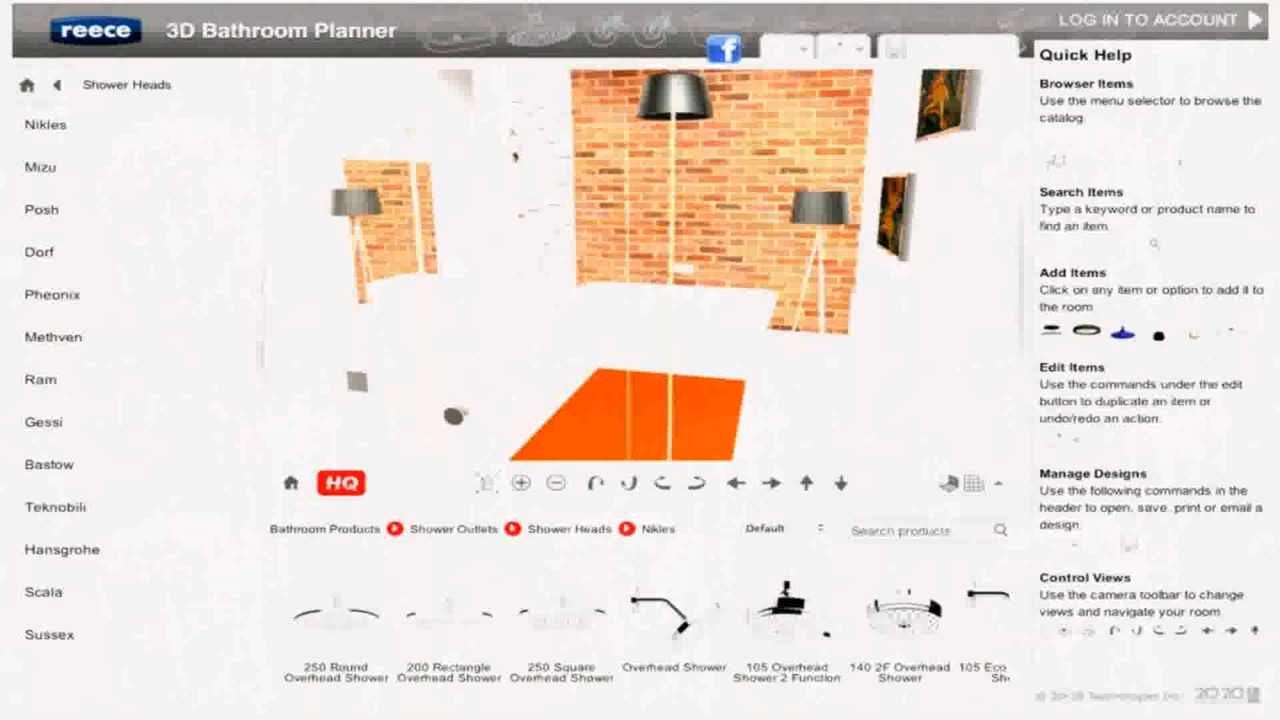 reece
3D Bathroom Planner
LOG IN TO ACCOUNT
Shower Heads
Nikles
Mizu
Posh
Dorf
Pheonix
Methven
Ram
Gessi
Bastow
Teknobili
Hansgrohe
Scala
Sussex
f
HQ
Bathroom Products
Shower Outlets
Shower Heads
Nikles
Default
Search products
250 Round
Overhead Shower
200 Rectangle
Overhead Shower
250 Square
Overhead Shower
Overhead Shower
105 Overhead
Shower 2 Function
140 2F Overhead
Shower
105 Eco
Sh
Quick Help
Browser Items
Use the menu selector to browse the
catalog.
Search Items
Type a keyword or product name to
find an item.
Add Items
Click on any item or option to add it to
the room
Edit Items
Use the commands under the edit
button to duplicate an item or
undo/redo an action.
Manage Designs
Use the following commands in the
header to open, save, print or email a
design.
Control Views
Use the camera toolbar to change
views and navigate your room
Technologies Inc.
2020